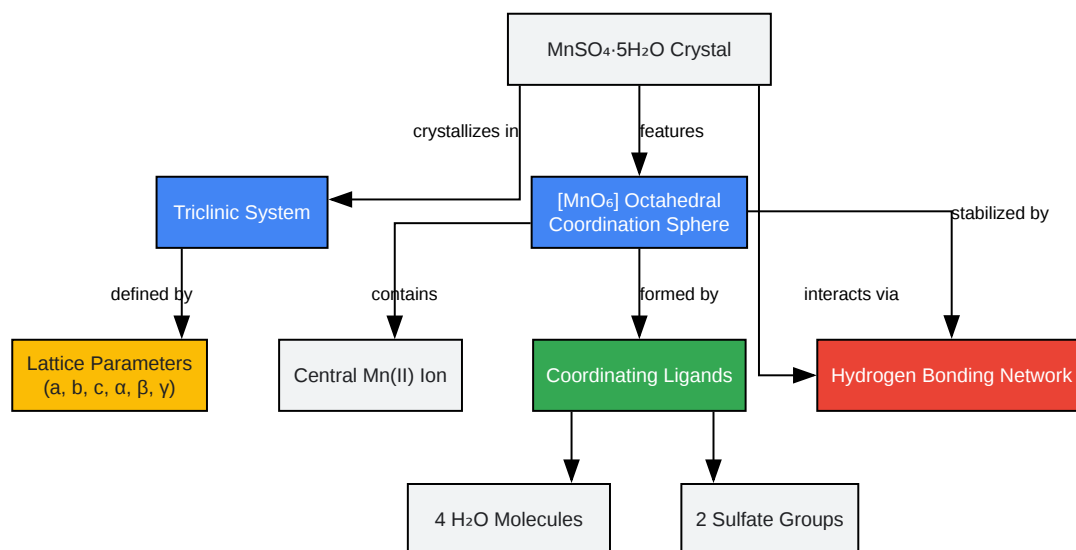 MnSO₄·5H₂O Crystal
crystallizes in
features
Triclinic System
[MnO₆] Octahedral
Coordination Sphere
stabilized by
defined by
contains
formed by
interacts via
Lattice Parameters
(a, b, c, α, β, γ)
Central Mn(II) Ion
Coordinating Ligands
Hydrogen Bonding Network
4 H₂O Molecules
2 Sulfate Groups